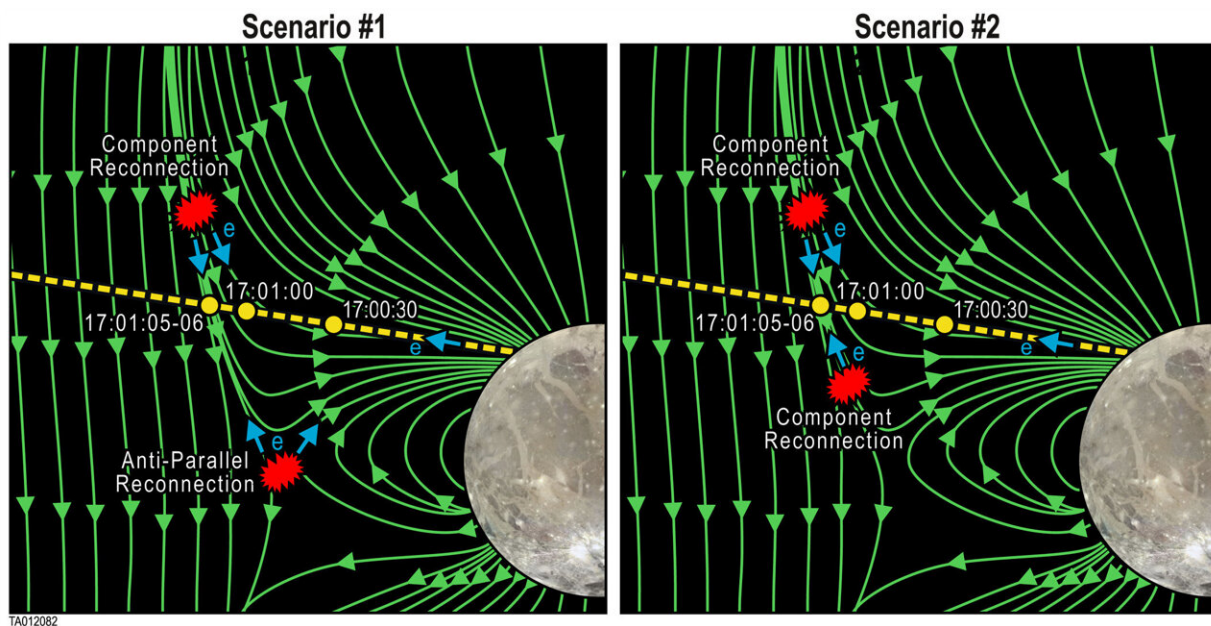 Scenario #1
Component
Reconnection
e
17:01:00
17:00:30
17:01:05-06
e
e
Anti-Parallel
Reconnection
Scenario #2
Component
Reconnection
e
17:01:00
17:00:30
17:01:05-06
e
e
Component
Reconnection
TA012082